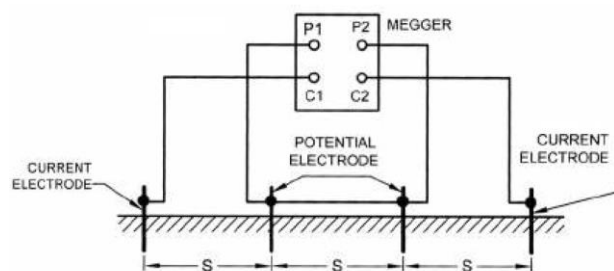 P1 P2 MEGGER
C1 C2
POTENTIAL
ELECTRODE
CURRENT
ELECTRODE
CURRENT
ELECTRODE
S S S